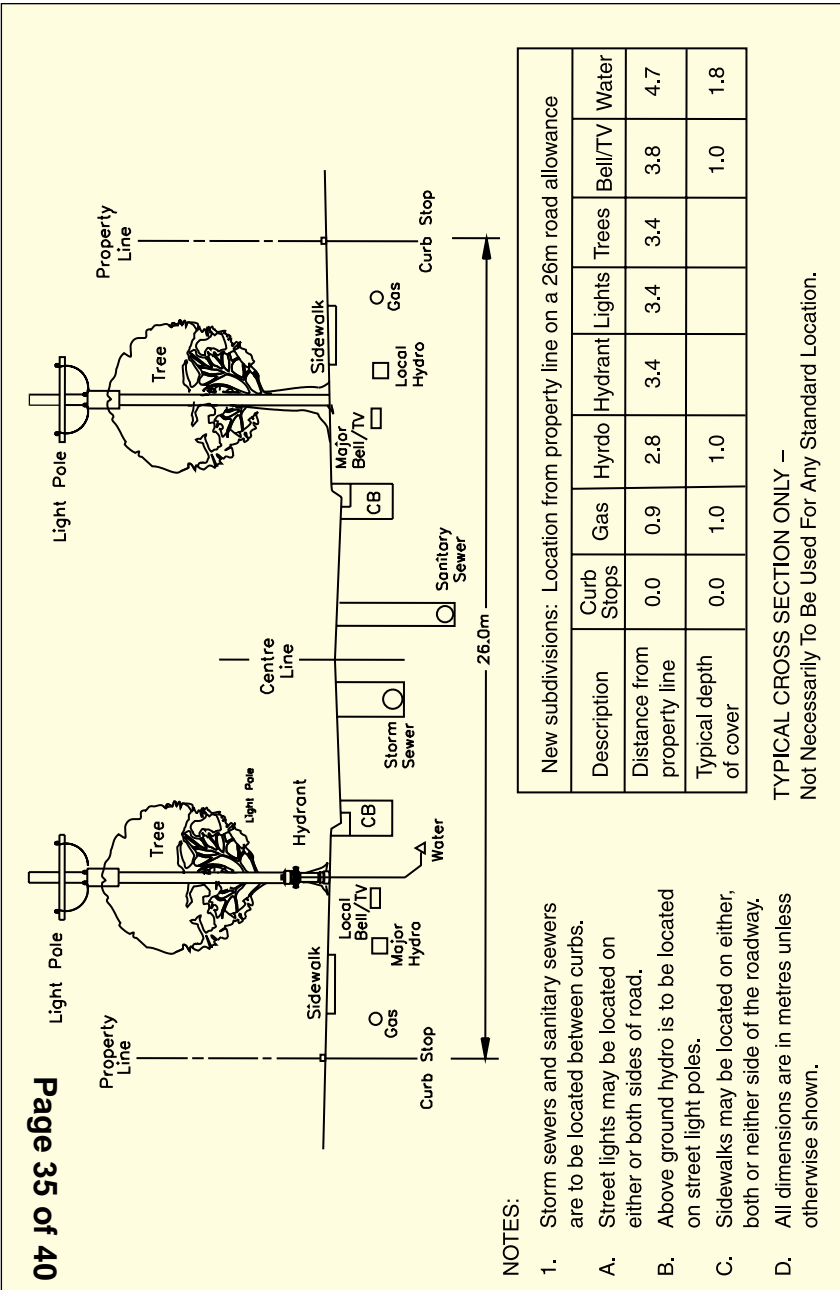 Page 35 of 40
Light Pole
Light Pole
Property
Line
Tree
Light Pole
Hydrant
Centre
Line
Tree
Property
Line
Sidewalk
Sidewalk
Gas
Major
Hydra
Local
Bell/TV
Water
CB
Storm
Sewer
Sanitary
Sewer
CB
Major
Bell/TV
Local
Hydro
Gas
Curb Stop
Curb Stop
26.0m
NOTES:
1. Storm sewers and sanitary sewers
are to be located between curbs.
A. Street lights may be located on
either or both sides of road.
B. Above ground hydro is to be located
on street light poles.
C. Sidewalks may be located on either,
both or neither side of the roadway.
D. All dimensions are in metres unless
otherwise shown.
New subdivisions: Location from property line on a 26m road allowance
Description Curb Stops Gas Hyrdo Hydrant Lights Trees Bell/TV Water
Distance from property line 0.0 0.9 2.8 3.4 3.4 3.4 3.8 4.7
Typical depth of cover 0.0 1.0 1.0 1.0 1.8
TYPICAL CROSS SECTION ONLY –
Not Necessarily To Be Used For Any Standard Location.